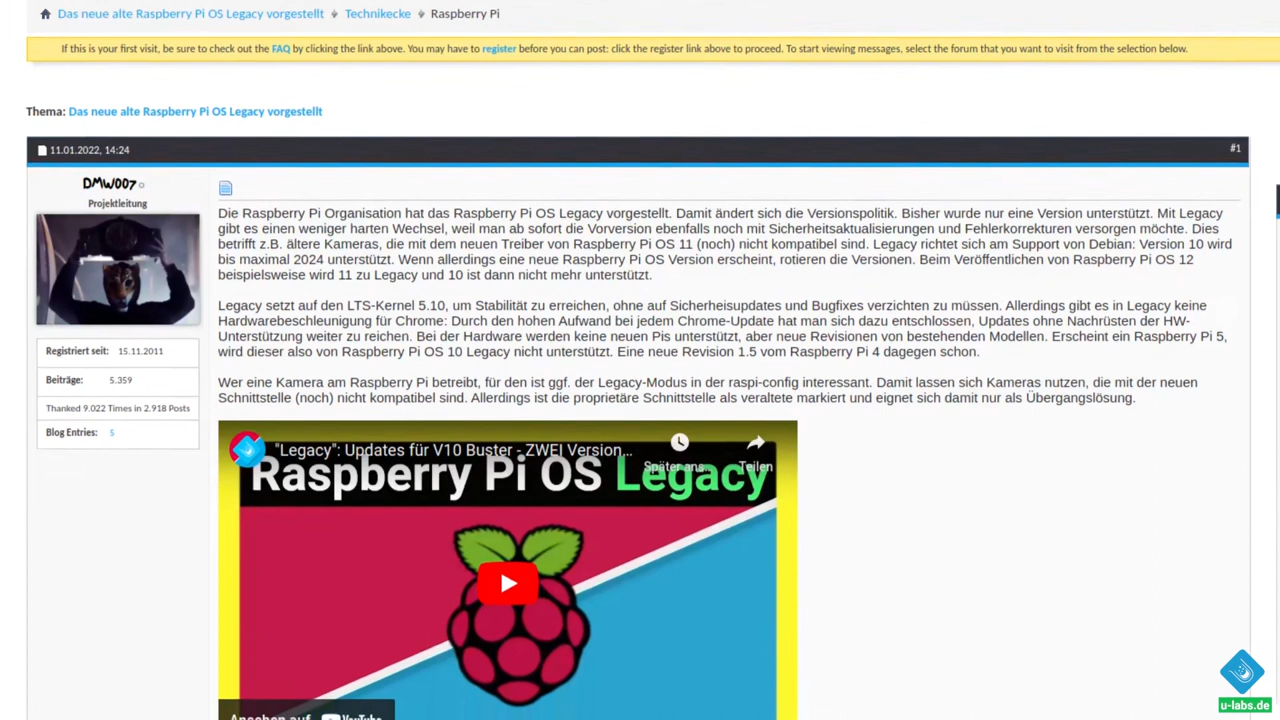 Das neue alte Raspberry Pi OS Legacy vorgestellt Technikecke Raspberry Pi
If this is your first visit, be sure to check out the FAQ by clicking the link above. You may have to register before you can post: click the register link above to proceed. To start viewing messages, select the forum that you want to visit from the selection below.
Thema: Das neue alte Raspberry Pi OS Legacy vorgestellt
11.01.2022, 14:24 #1
DMW007
Projektleitung
Registriert seit: 15.11.2011
Beiträge: 5.359
Thanked 9.022 Times in 2.918 Posts
Blog Entries: 5
Die Raspberry Pi Organisation hat das Raspberry Pi OS Legacy vorgestellt. Damit ändert sich die Versionspolitik. Bisher wurde nur eine Version unterstützt. Mit Legacy
gibt es einen weniger harten Wechsel, weil man ab sofort die Vorversion ebenfalls noch mit Sicherheitsaktualisierungen und Fehlerkorrekturen versorgen möchte. Dies
betrifft z.B. ältere Kameras, die mit dem neuen Treiber von Raspberry Pi OS 11 (noch) nicht kompatibel sind. Legacy richtet sich am Support von Debian: Version 10 wird
bis maximal 2024 unterstützt. Wenn allerdings eine neue Raspberry Pi OS Version erscheint, rotieren die Versionen. Beim Veröffentlichen von Raspberry Pi OS 12
beispielsweise wird 11 zu Legacy und 10 ist dann nicht mehr unterstützt.
Legacy setzt auf den LTS-Kernel 5.10, um Stabilität zu erreichen, ohne auf Sicherheisupdates und Bugfixes verzichten zu müssen. Allerdings gibt es in Legacy keine
Hardwarebeschleunigung für Chrome: Durch den hohen Aufwand bei jedem Chrome-Update hat man sich dazu entschlossen, Updates ohne Nachrüsten der HW-
Unterstützung weiter zu reichen. Bei der Hardware werden keine neuen Pis unterstützt, aber neue Revisionen von bestehenden Modellen. Erscheint ein Raspberry Pi 5,
wird dieser also von Raspberry Pi OS 10 Legacy nicht unterstützt. Eine neue Revision 1.5 vom Raspberry Pi 4 dagegen schon.
Wer eine Kamera am Raspberry Pi betreibt, für den ist ggf. der Legacy-Modus in der raspi-config interessant. Damit lassen sich Kameras nutzen, die mit der neuen
Schnittstelle (noch) nicht kompatibel sind. Allerdings ist die proprietäre Schnittstelle als veraltete markiert und eignet sich damit nur als Übergangslösung.
"Legacy": Updates für V10 Buster - ZWEI Version...
Später ans... Teilen
Raspberry Pi OS Legacy
Ansehen auf YouTube
u-labs.de